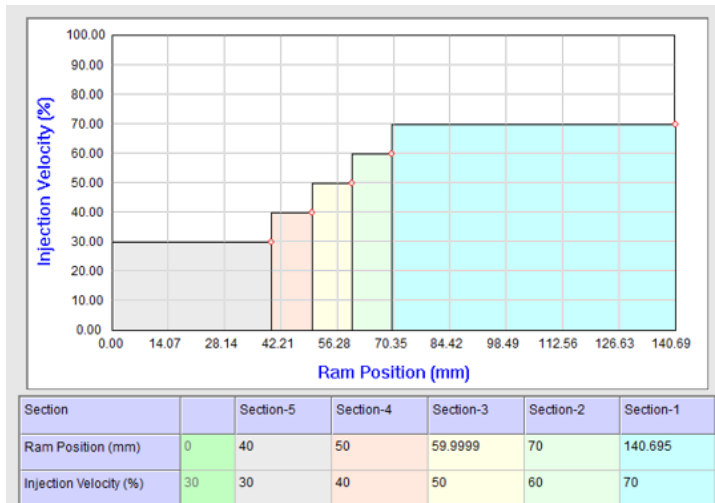 100.00
90.00
80.00
70.00
60.00
50.00
40.00
30.00
20.00
10.00
0.00
Injection Velocity (%)
0.00 14.07 28.14 42.21 56.28 70.35 84.42 98.49 112.56 126.63 140.69
Ram Position (mm)
Section Section-5 Section-4 Section-3 Section-2 Section-1
Ram Position (mm) 0 40 50 59.9999 70 140.695
Injection Velocity (%) 30 30 40 50 60 70